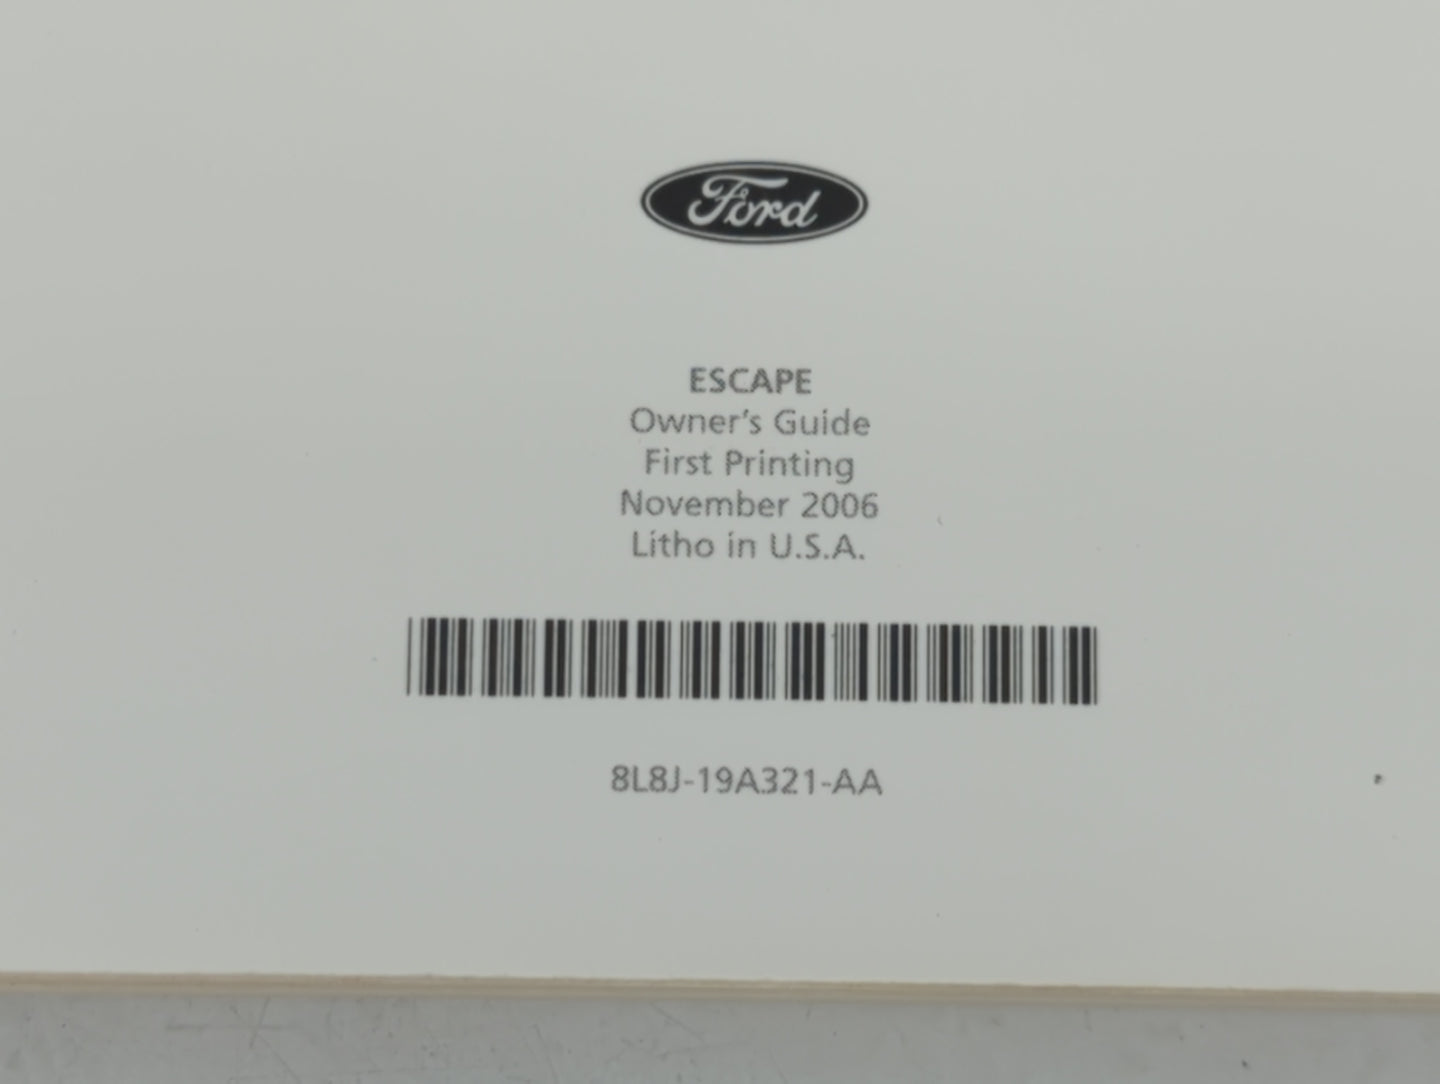 Ford
ESCAPE
Owner's Guide
First Printing
November 2006
Litho in U.S.A.
8L8J-19A321-AA